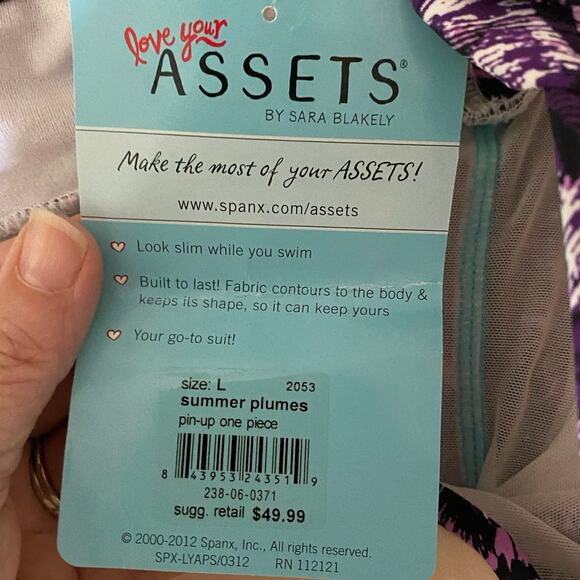 love your
ASSETS®
BY SARA BLAKELY
Make the most of your ASSETS!
www.spanx.com/assets
Look slim while you swim
Built to last! Fabric contours to the body &
keeps its shape, so it can keep yours
Your go-to suit!
size: L 2053
summer plumes
pin-up one piece
8 43953 24351 9
238-06-0371
sugg. retail $49.99
© 2000-2012 Spanx, Inc., All rights reserved.
SPX-LYAPS/0312 RN 112121